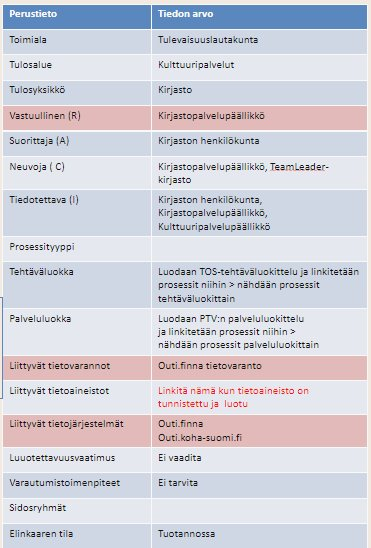 Perustieto Tiedon arvo
Toimiala Tulevaisuuslautakunta
Tulosalue Kulttuuripalvelut
Tulosyksikkö Kirjasto
Vastuullinen (R) Kirjastopalvelupäällikkö
Suorittaja (A) Kirjaston henkilökunta
Neuvoja ( C) Kirjastopalvelupäällikkö, TeamLeader-
kirjasto
Tiedotettava (I) Kirjaston henkilökunta,
Kirjastopalvelupäällikkö,
Kulttuuripalvelupäällikkö
Prosessityyppi
Tehtäväluokka Luodaan TOS-tehtäväluokittelu ja linkitetään
prosessit niihin > nähdään prosessit
tehtäväluokittain
Palveluluokka Luodaan PTV:n palveluluokittelu
ja linkitetään prosessit niihin >
nähdään prosessit palveluluokittain
Liittyvät tietovarannot Outi.finna tietovaranto
Liittyvät tietoaineistot Linkitä nämä kun tietoaineisto on
tunnistettu ja luotu
Liittyvät tietojärjestelmät Outi.finna
Outi.koha-suomi.fi
Luuotettavuusvaatimus Ei vaadita
Varautumistoimenpiteet Ei tarvita
Sidosryhmät
Elinkaaren tila Tuotannossa